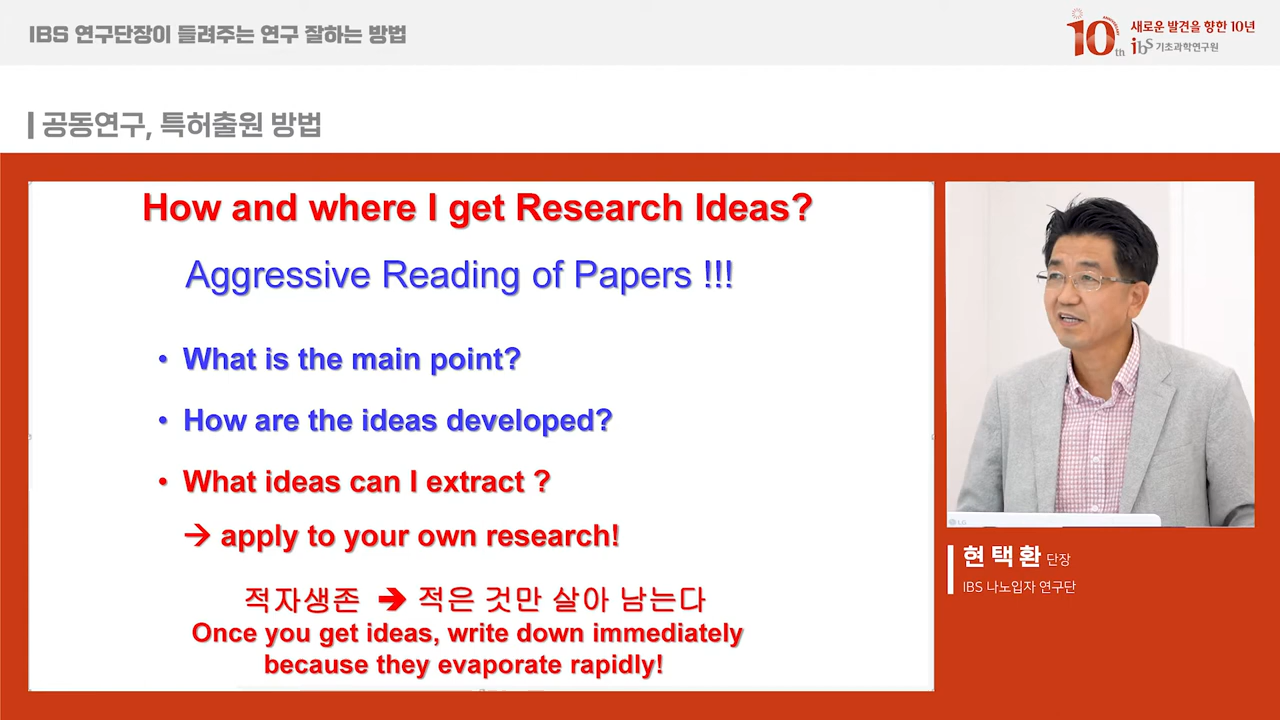 IBS 연구단장이 들려주는 연구 잘하는 방법
10th
ANNIVERSARY
새로운 발견을 향한 10년
ibs 기초과학연구원
공동연구, 특허출원 방법
How and where I get Research Ideas?
Aggressive Reading of Papers !!!
• What is the main point?
• How are the ideas developed?
• What ideas can I extract ?
→ apply to your own research!
적자생존 ➔ 적은 것만 살아 남는다
Once you get ideas, write down immediately
because they evaporate rapidly!
LG
현택환 단장
IBS 나노입자 연구단